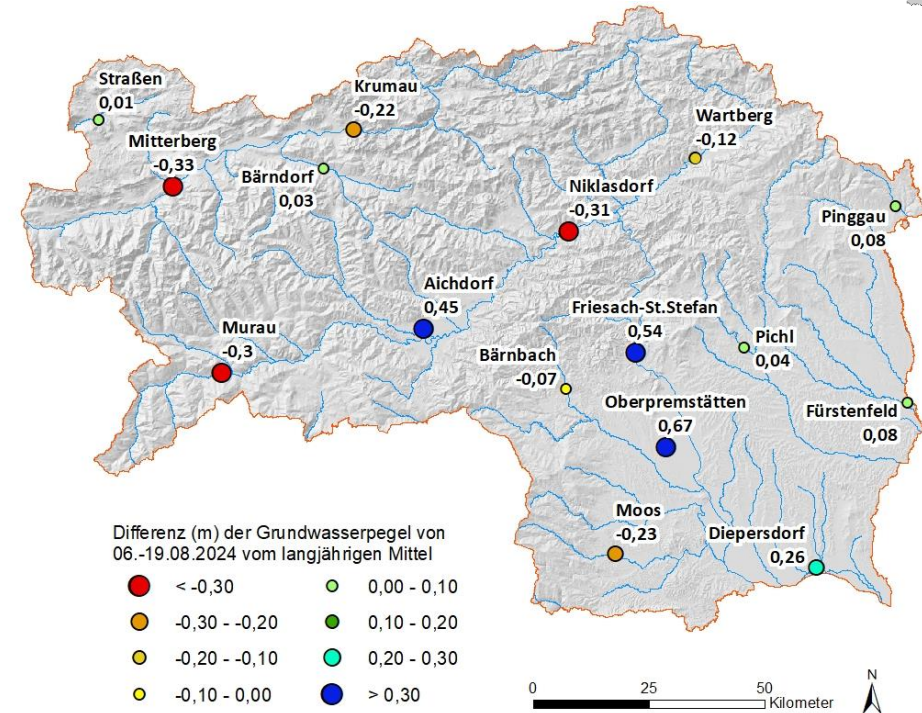 Straßen
0,01
Krumau
-0,22
Wartberg
-0,12
Mitterberg
-0,33
Bärndorf
0,03
Niklasdorf
-0,31
Pinggau
0,08
Aichdorf
0,45
Friesach-St.Stefan
0,54
Murau
-0,3
Pichl
0,04
Bärnbach
-0,07
Oberpremstätten
0,67
Fürstenfeld
0,08
Moos
-0,23
Diepersdorf
0,26
Differenz (m) der Grundwasserpegel von
06.-19.08.2024 vom langjährigen Mittel
< -0,30
-0,30 - -0,20
-0,20 - -0,10
-0,10 - 0,00
0,00 - 0,10
0,10 - 0,20
0,20 - 0,30
> 0,30
0 25 50
Kilometer
N